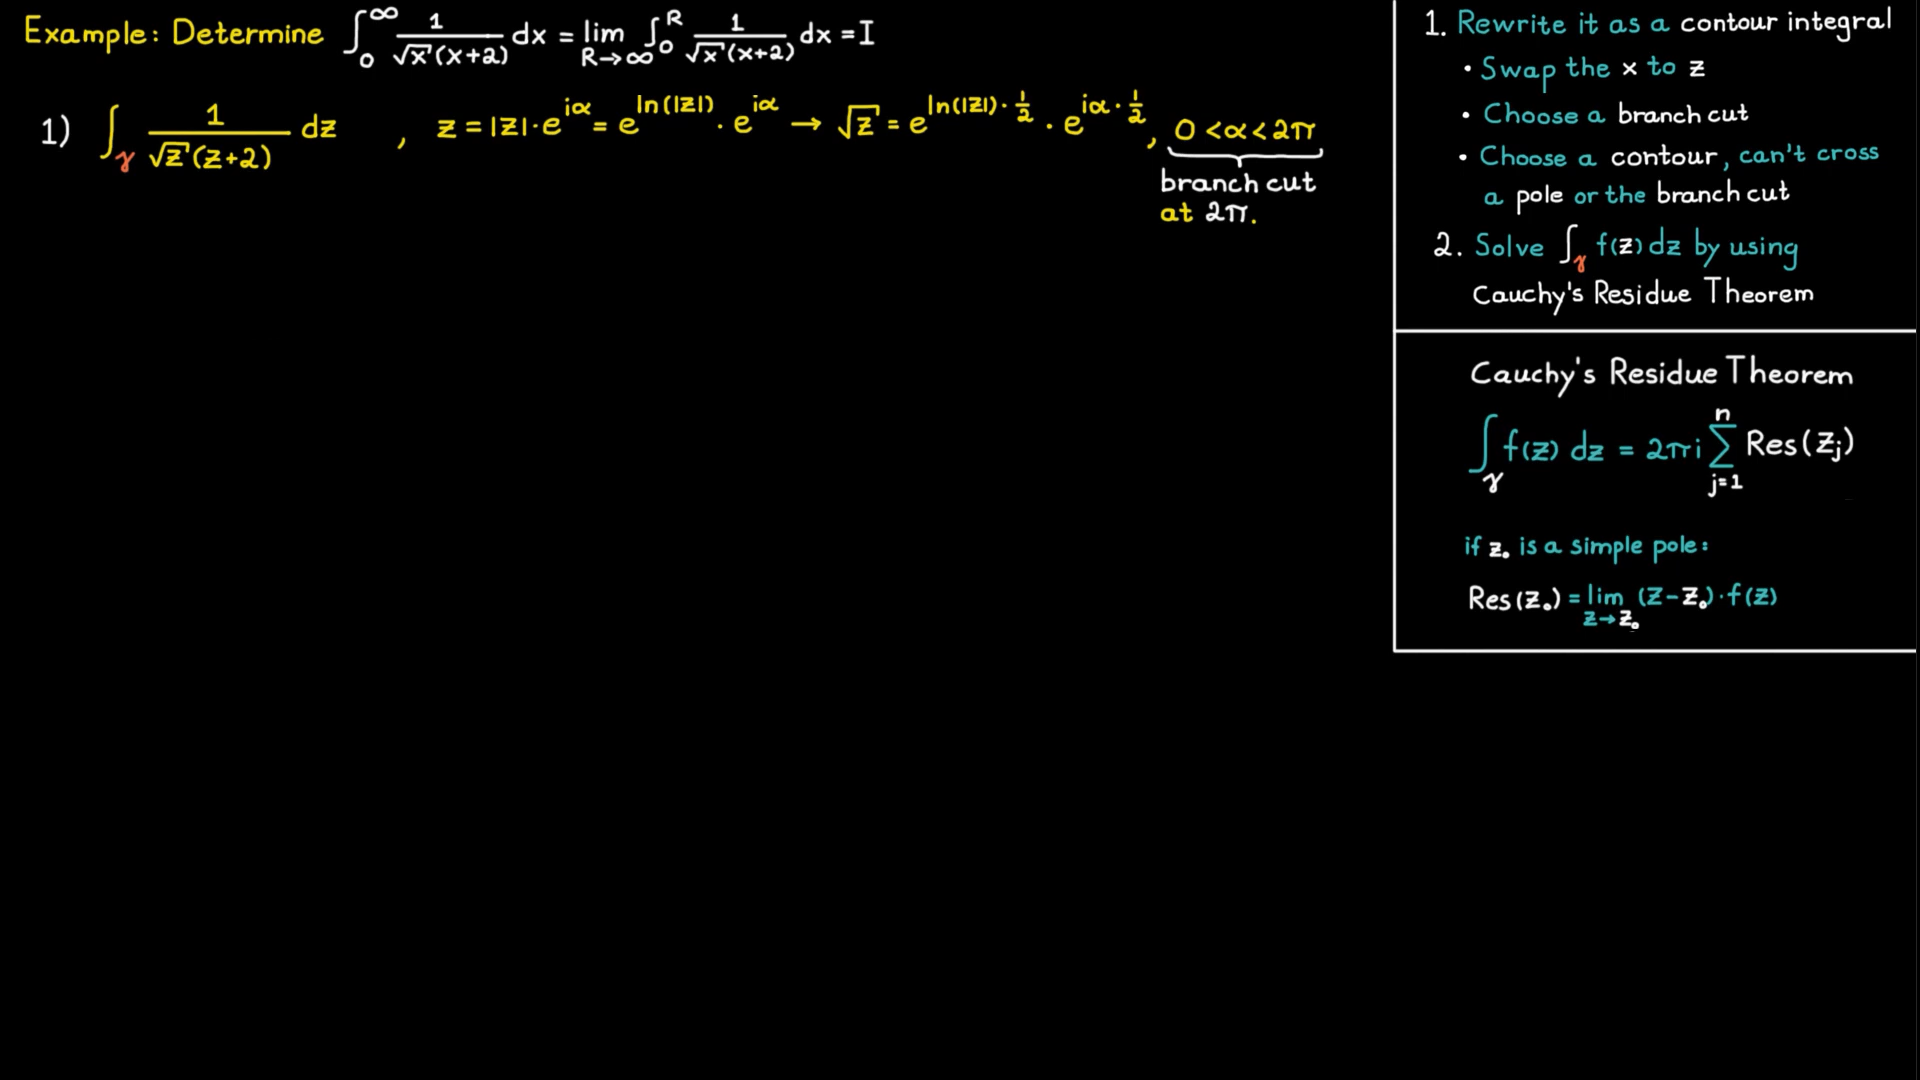 Example: Determine ∫₀^∞ 1/(√x (x+2)) dx = lim_{R→∞} ∫₀^R 1/(√x (x+2)) dx = I
1) ∫_γ 1/(√z (z+2)) dz , z = |z|·e^{iα} = e^{ln(|z|)} · e^{iα} → √z = e^{ln(|z|)·1/2} · e^{iα·1/2} , 0 < α < 2π
branch cut
at 2π.
1. Rewrite it as a contour integral
• Swap the x to z
• Choose a branch cut
• Choose a contour, can't cross
a pole or the branch cut
2. Solve ∫_γ f(z) dz by using
Cauchy's Residue Theorem
Cauchy's Residue Theorem
∫_γ f(z) dz = 2πi ∑_{j=1}^n Res(z_j)
if z₀ is a simple pole:
Res(z₀) = lim_{z→z₀} (z-z₀)·f(z)